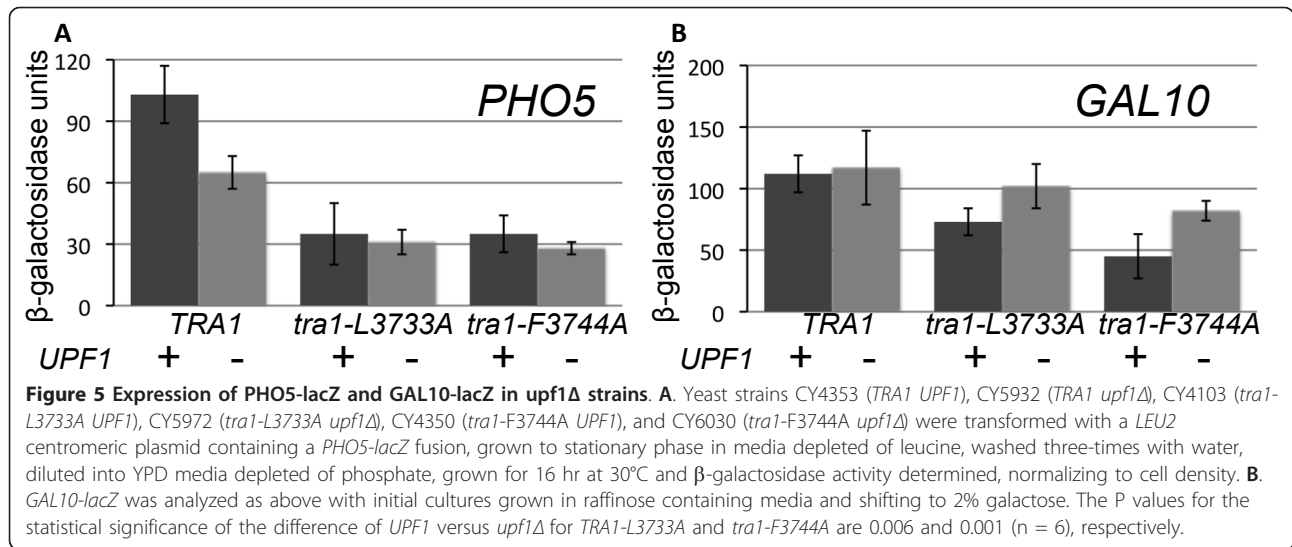 A
β-galactosidase units
120
90
60
30
0
PHO5
TRA1 tra1-L3733A tra1-F3744A
UPF1 + - + - + -
B
β-galactosidase units
200
150
100
50
0
GAL10
TRA1 tra1-L3733A tra1-F3744A
UPF1 + - + - + -
Figure 5 Expression of PHO5-lacZ and GAL10-lacZ in upf1Δ strains. A. Yeast strains CY4353 (TRA1 UPF1), CY5932 (TRA1 upf1Δ), CY4103 (tra1-
L3733A UPF1), CY5972 (tra1-L3733A upf1Δ), CY4350 (tra1-F3744A UPF1), and CY6030 (tra1-F3744A upf1Δ) were transformed with a LEU2
centromeric plasmid containing a PHO5-lacZ fusion, grown to stationary phase in media depleted of leucine, washed three-times with water,
diluted into YPD media depleted of phosphate, grown for 16 hr at 30°C and β-galactosidase activity determined, normalizing to cell density. B.
GAL10-lacZ was analyzed as above with initial cultures grown in raffinose containing media and shifting to 2% galactose. The P values for the
statistical significance of the difference of UPF1 versus upf1Δ for TRA1-L3733A and tra1-F3744A are 0.006 and 0.001 (n = 6), respectively.